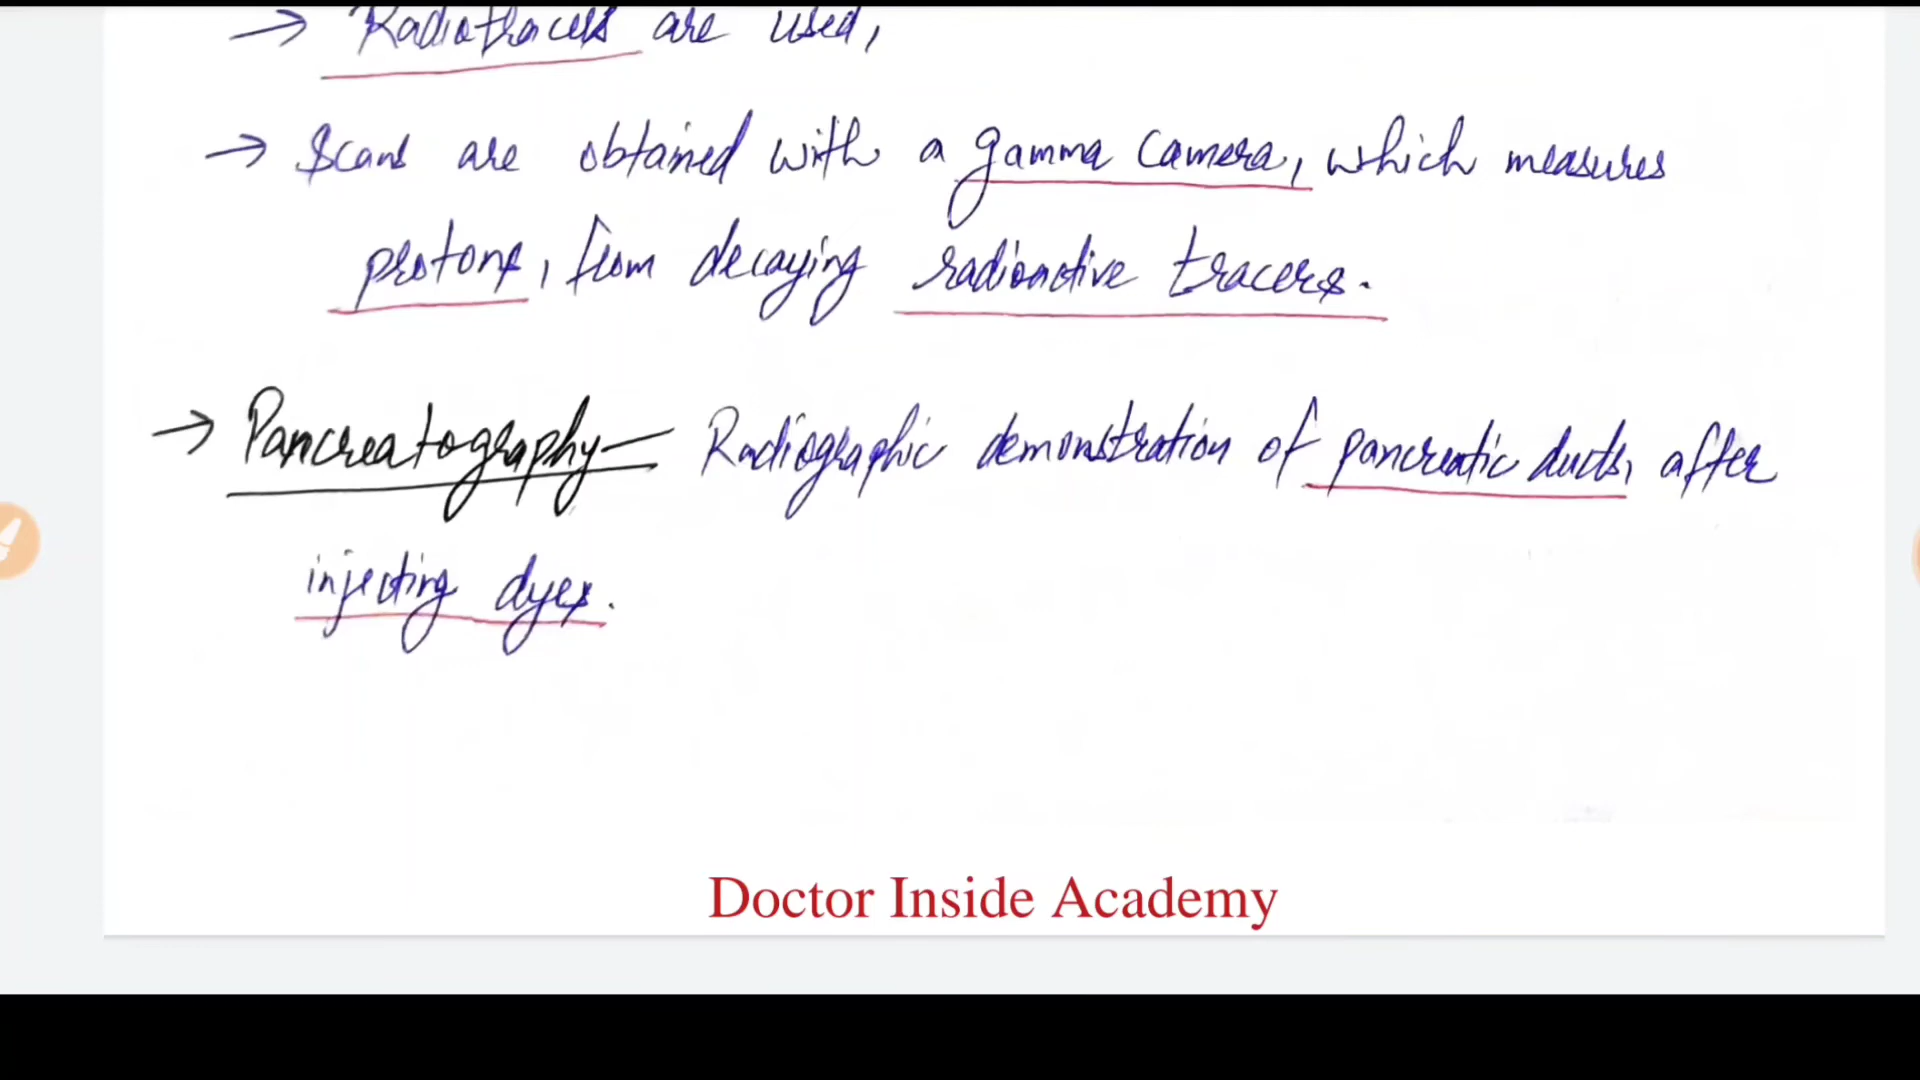 → Radiotracers are used,
→ Scans are obtained with a gamma camera, which measures
protons, from decaying radioactive tracers.
→ Pancreatography – Radiographic demonstration of pancreatic ducts, after
injecting dyes.
Doctor Inside Academy